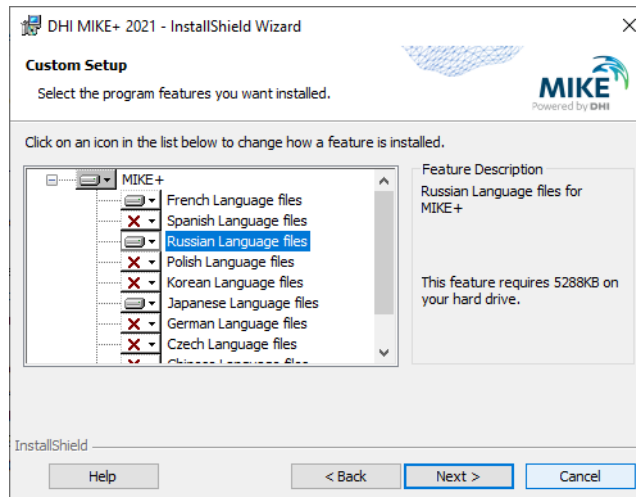 DHI MIKE+ 2021 - InstallShield Wizard
Custom Setup
Select the program features you want installed.
MIKE
Powered by DHI
Click on an icon in the list below to change how a feature is installed.
MIKE+
French Language files
Spanish Language files
Russian Language files
Polish Language files
Korean Language files
Japanese Language files
German Language files
Czech Language files
Chinese Language files
Feature Description
Russian Language files for
MIKE+
This feature requires 5288KB on
your hard drive.
InstallShield
Help
< Back
Next >
Cancel